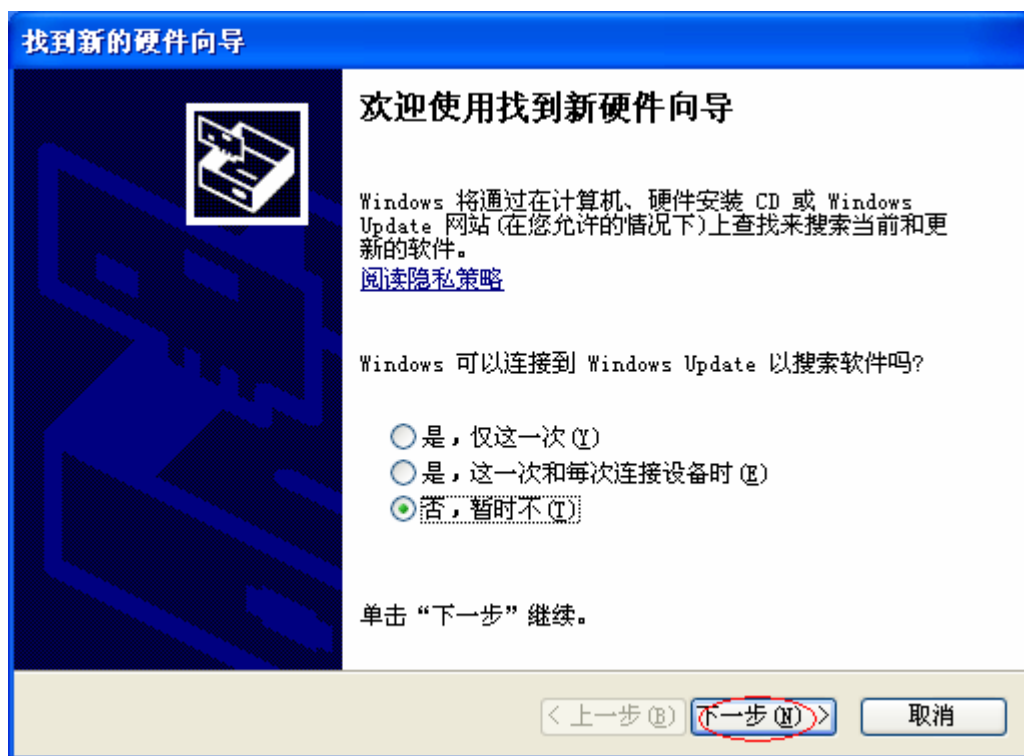 找到新的硬件向导
欢迎使用找到新硬件向导
Windows 将通过在计算机、硬件安装 CD 或 Windows
Update 网站(在您允许的情况下)上查找来搜索当前和更
新的软件。
阅读隐私策略
Windows 可以连接到 Windows Update 以搜索软件吗?
是，仅这一次(Y)
是，这一次和每次连接设备时(E)
否，暂时不(T)
单击“下一步”继续。
< 上一步(B) 下一步(N) > 取消